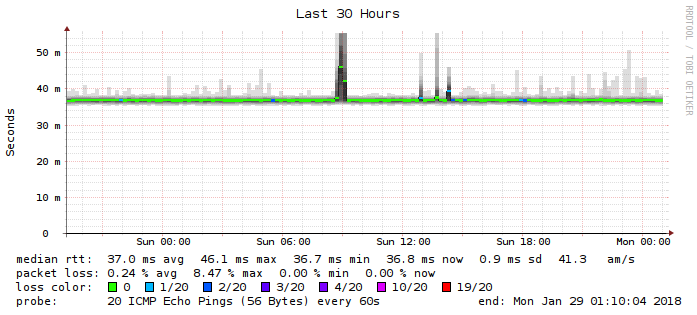 Last 30 Hours
RRDTOOL / TOBI OETIKER
Seconds
50 m
40 m
30 m
20 m
10 m
0
Sun 00:00 Sun 06:00 Sun 12:00 Sun 18:00 Mon 00:00
median rtt: 37.0 ms avg 46.1 ms max 36.7 ms min 36.8 ms now 0.9 ms sd 41.3 am/s
packet loss: 0.24 % avg 8.47 % max 0.00 % min 0.00 % now
loss color: 0 1/20 2/20 3/20 4/20 10/20 19/20
probe: 20 ICMP Echo Pings (56 Bytes) every 60s end: Mon Jan 29 01:10:04 2018